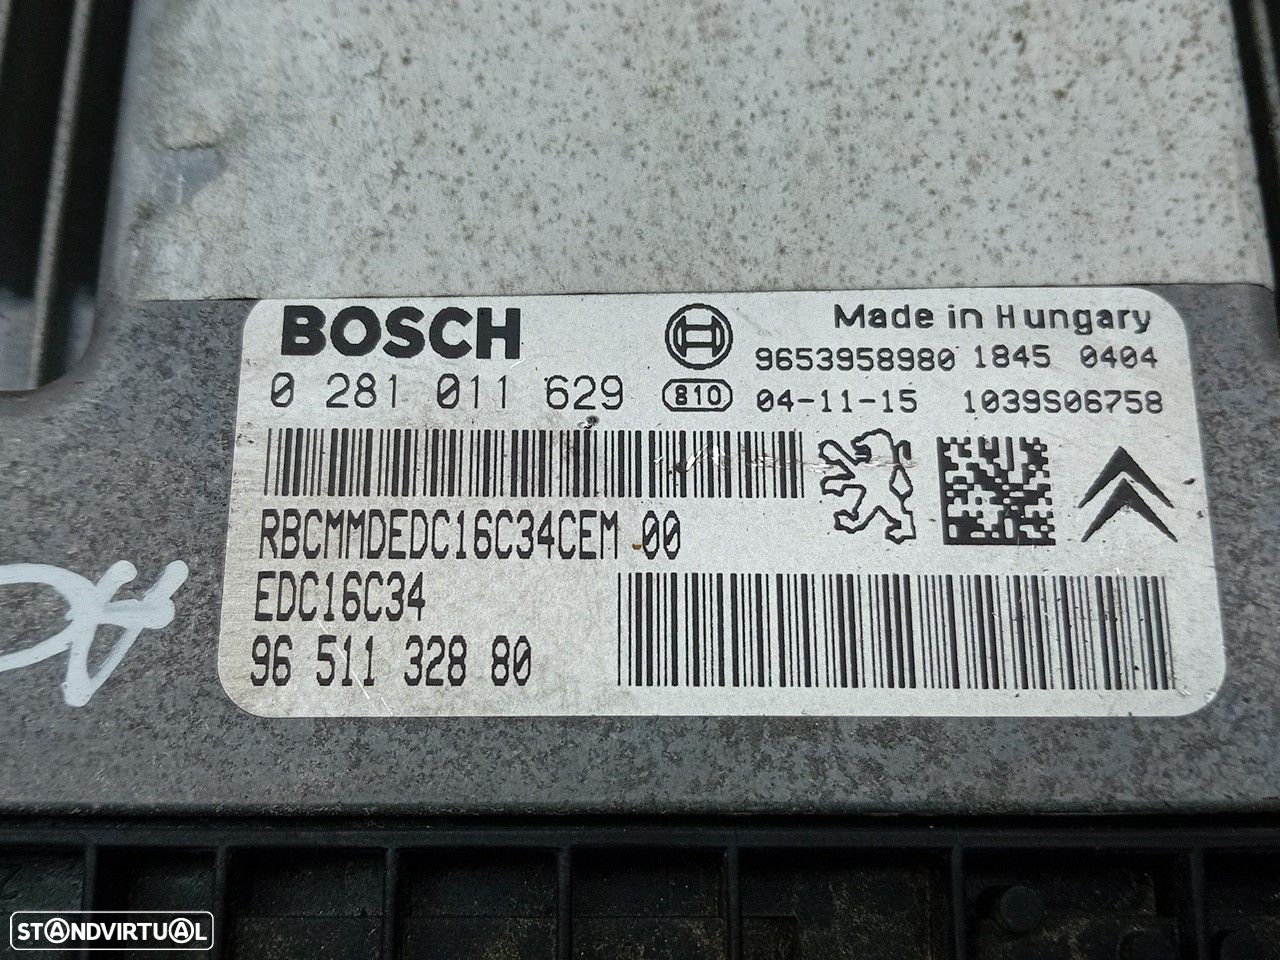 BOSCH
Made in Hungary
9653958980 1845 0404
0 281 011 629
810
04-11-15 1039S06758
RBCMMDEDC16C34CEM 00
EDC16C34
96 511 328 80
STANDVIRTUAL